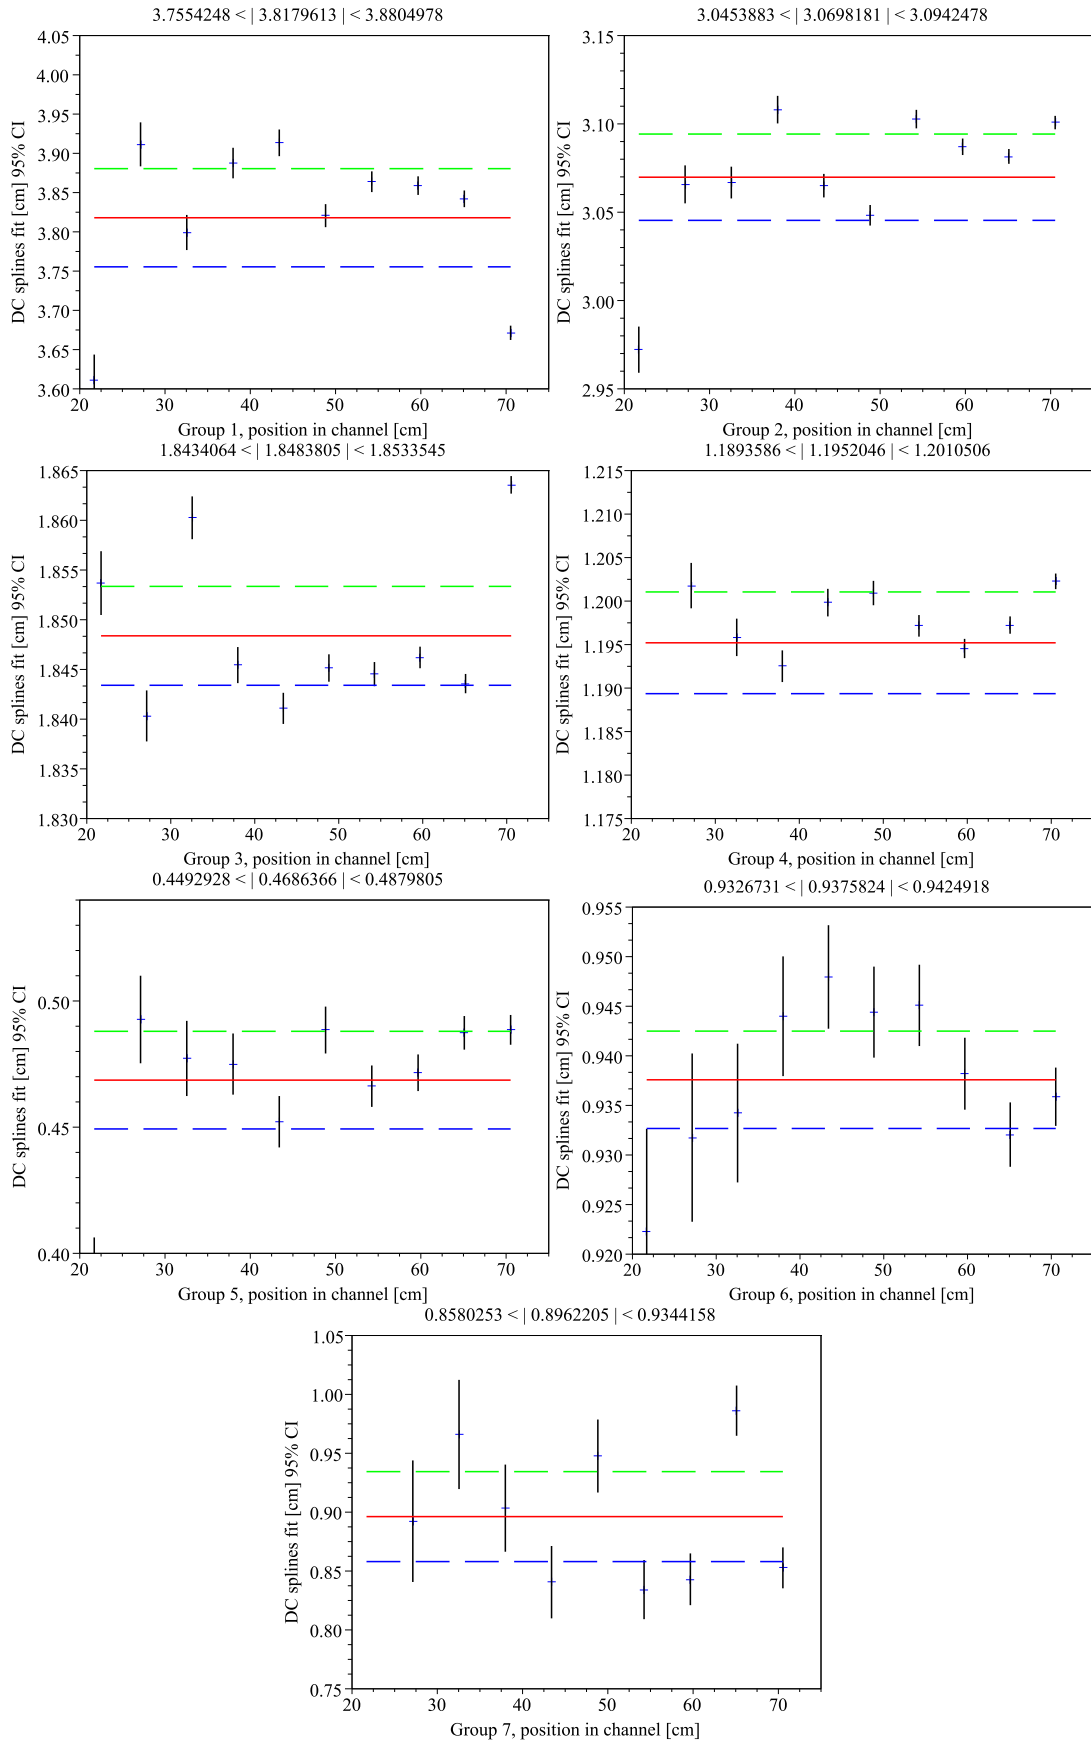 3.7554248 < | 3.8179613 | < 3.8804978
DC splines fit [cm] 95% CI
4.05
4.00
3.95
3.90
3.85
3.80
3.75
3.70
3.65
3.60
20 30 40 50 60 70
Group 1, position in channel [cm]
3.0453883 < | 3.0698181 | < 3.0942478
DC splines fit [cm] 95% CI
3.15
3.10
3.05
3.00
2.95
20 30 40 50 60 70
Group 2, position in channel [cm]
1.8434064 < | 1.8483805 | < 1.8533545
DC splines fit [cm] 95% CI
1.865
1.860
1.855
1.850
1.845
1.840
1.835
1.830
20 30 40 50 60 70
Group 3, position in channel [cm]
1.1893586 < | 1.1952046 | < 1.2010506
DC splines fit [cm] 95% CI
1.215
1.210
1.205
1.200
1.195
1.190
1.185
1.180
1.175
20 30 40 50 60 70
Group 4, position in channel [cm]
0.4492928 < | 0.4686366 | < 0.4879805
DC splines fit [cm] 95% CI
0.50
0.45
0.40
20 30 40 50 60 70
Group 5, position in channel [cm]
0.9326731 < | 0.9375824 | < 0.9424918
DC splines fit [cm] 95% CI
0.955
0.950
0.945
0.940
0.935
0.930
0.925
0.920
20 30 40 50 60 70
Group 6, position in channel [cm]
0.8580253 < | 0.8962205 | < 0.9344158
DC splines fit [cm] 95% CI
1.05
1.00
0.95
0.90
0.85
0.80
0.75
20 30 40 50 60 70
Group 7, position in channel [cm]